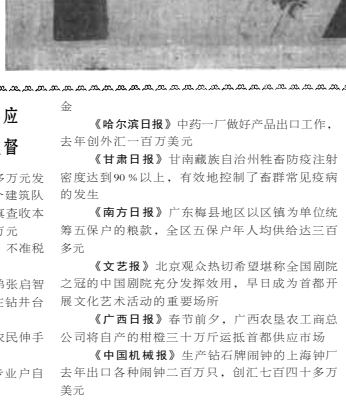 应
督
多万元发
个建筑队
真查收本
万元
不准税
鸽张启智
在钻井台
农民伸手
专业户自
金
《哈尔滨日报》中药一厂做好产品出口工作，
去年创外汇一百万美元
《甘肃日报》甘南藏族自治州牲畜防疫注射
密度达到90％以上，有效地控制了畜群常见疫病
的发生
《南方日报》广东梅县地区以区镇为单位统
筹五保户的粮款，全区五保户年人均供给达三百
多元
《文艺报》北京观众热切希望堪称全国剧院
之冠的中国剧院充分发挥效用，早日成为首都开
展文化艺术活动的重要场所
《广西日报》春节前夕，广西农垦农工商总
公司将自产的柑橙三十万斤运抵首都供应市场
《中国机械报》生产钻石牌闹钟的上海钟厂
去年出口各种闹钟二百万只，创汇七百四十多万
美元